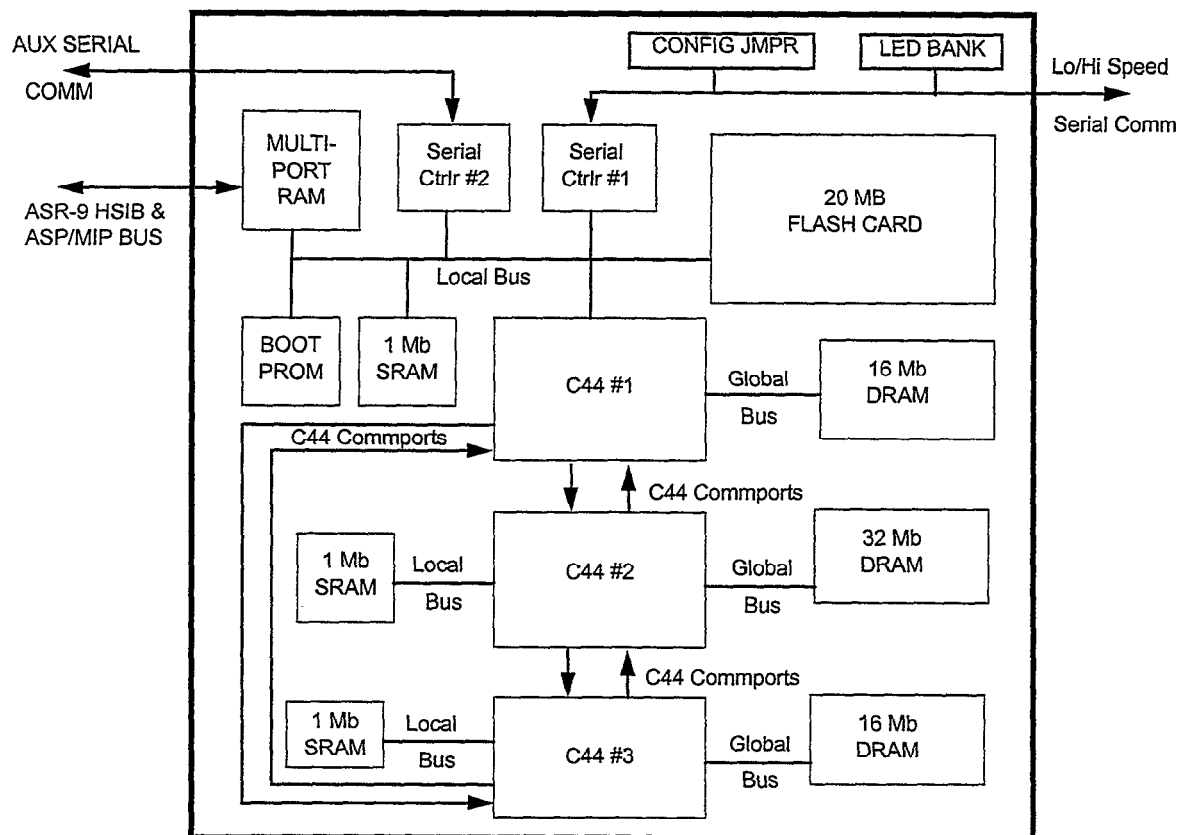 AUX SERIAL
COMM
CONFIG JMPR
LED BANK
Lo/Hi Speed
Serial Comm
MULTI-
PORT
RAM
Serial
Ctrlr #2
Serial
Ctrlr #1
20 MB
FLASH CARD
ASR-9 HSIB &
ASP/MIP BUS
Local Bus
BOOT
PROM
1 Mb
SRAM
C44 #1
Global
Bus
16 Mb
DRAM
C44 Commports
C44 Commports
1 Mb
SRAM
Local
Bus
C44 #2
Global
Bus
32 Mb
DRAM
C44 Commports
1 Mb
SRAM
Local
Bus
C44 #3
Global
Bus
16 Mb
DRAM